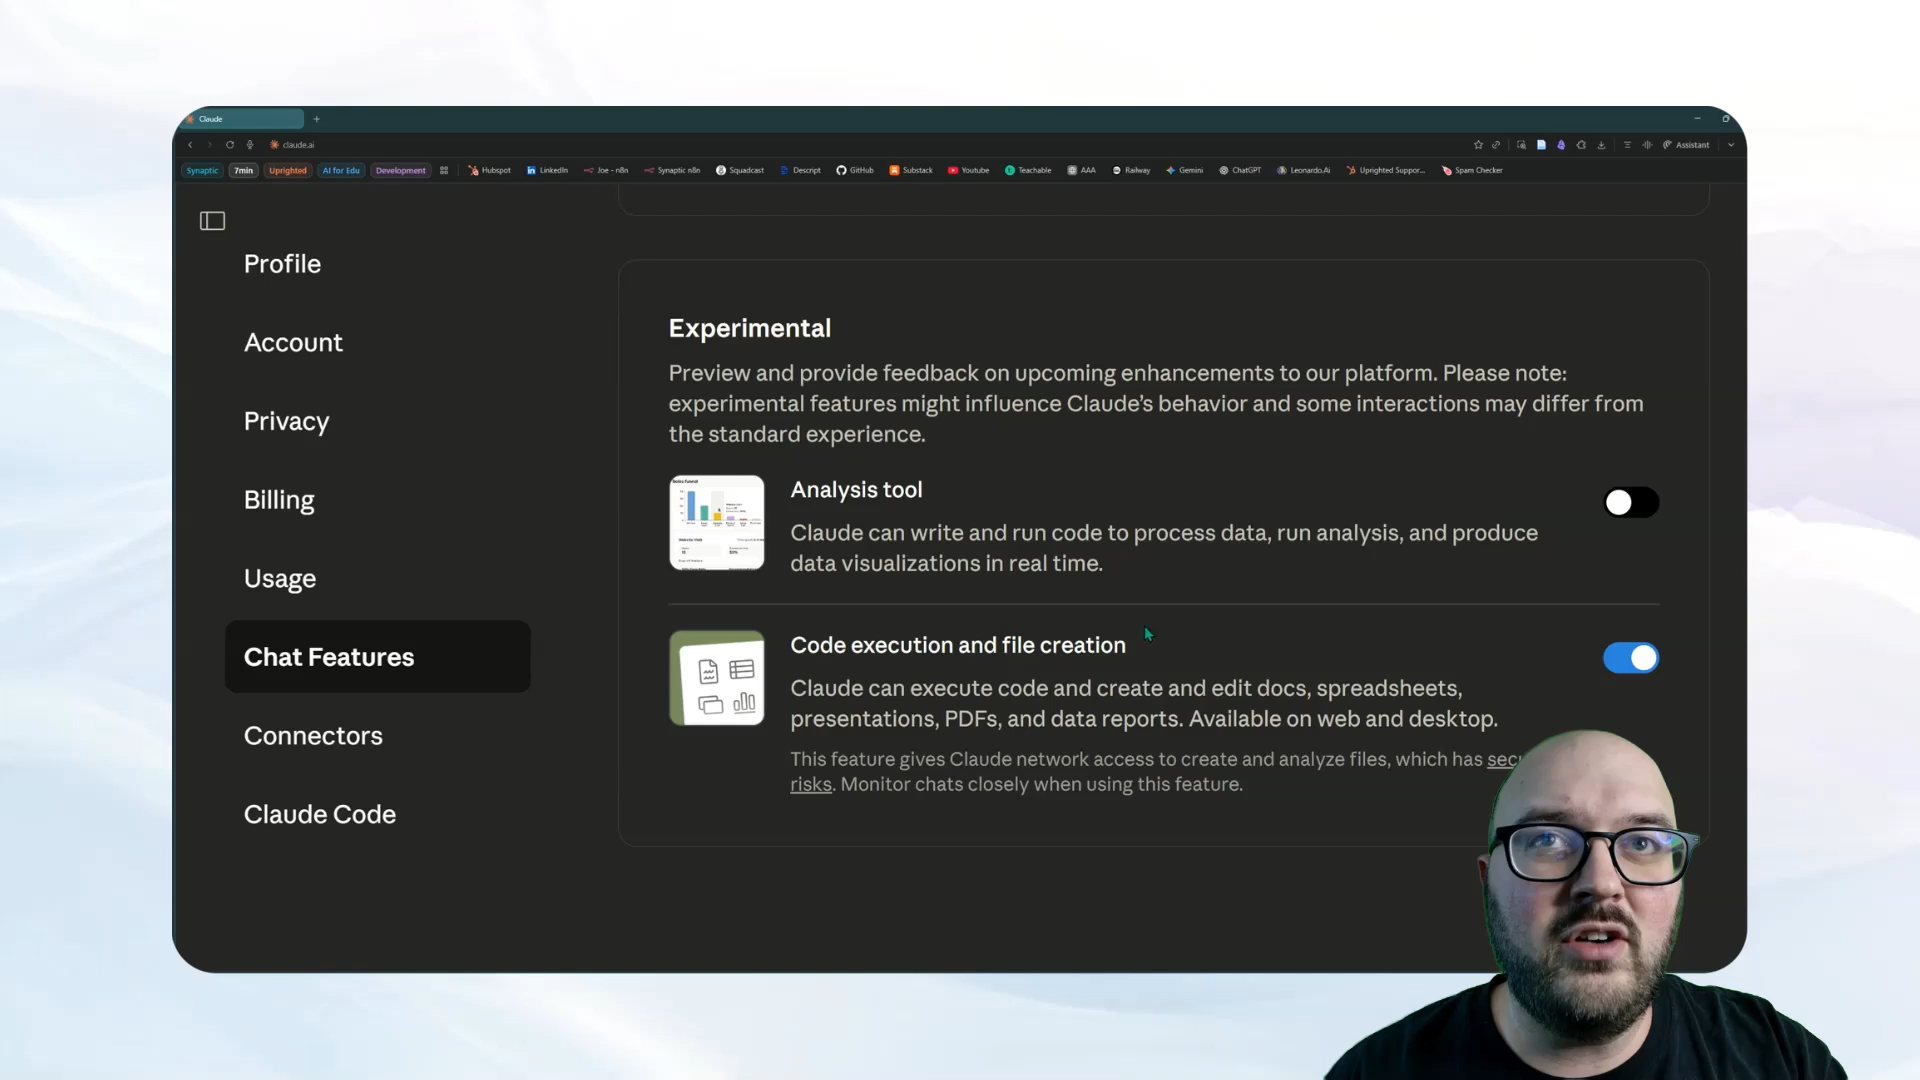 Claude
claude.ai
Assistant
Synaptic 7min Uprighted AI for Edu Development Hubspot LinkedIn Joe - n8n Synaptic n8n Squadcast Descript GitHub Substack Youtube Teachable AAA Railway Gemini ChatGPT Leonardo.Ai Uprighted Suppor... Spam Checker
Profile
Account
Privacy
Billing
Usage
Chat Features
Connectors
Claude Code
Experimental
Preview and provide feedback on upcoming enhancements to our platform. Please note:
experimental features might influence Claude's behavior and some interactions may differ from
the standard experience.
Analysis tool
Claude can write and run code to process data, run analysis, and produce
data visualizations in real time.
Code execution and file creation
Claude can execute code and create and edit docs, spreadsheets,
presentations, PDFs, and data reports. Available on web and desktop.
This feature gives Claude network access to create and analyze files, which has
risks. Monitor chats closely when using this feature.